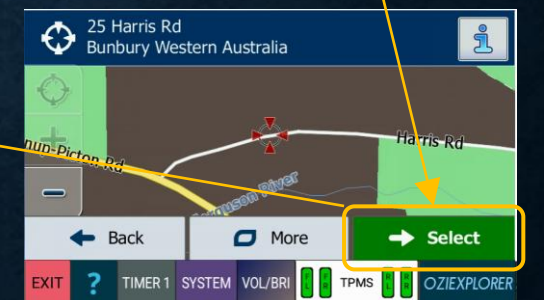 25 Harris Rd
Bunbury Western Australia
Harris Rd
nup-Picton Rd
guson River
Back
More
Select
EXIT
?
TIMER 1
SYSTEM
VOL/BRI
F L
F R
TPMS
R L
R R
OZIEXPLORER